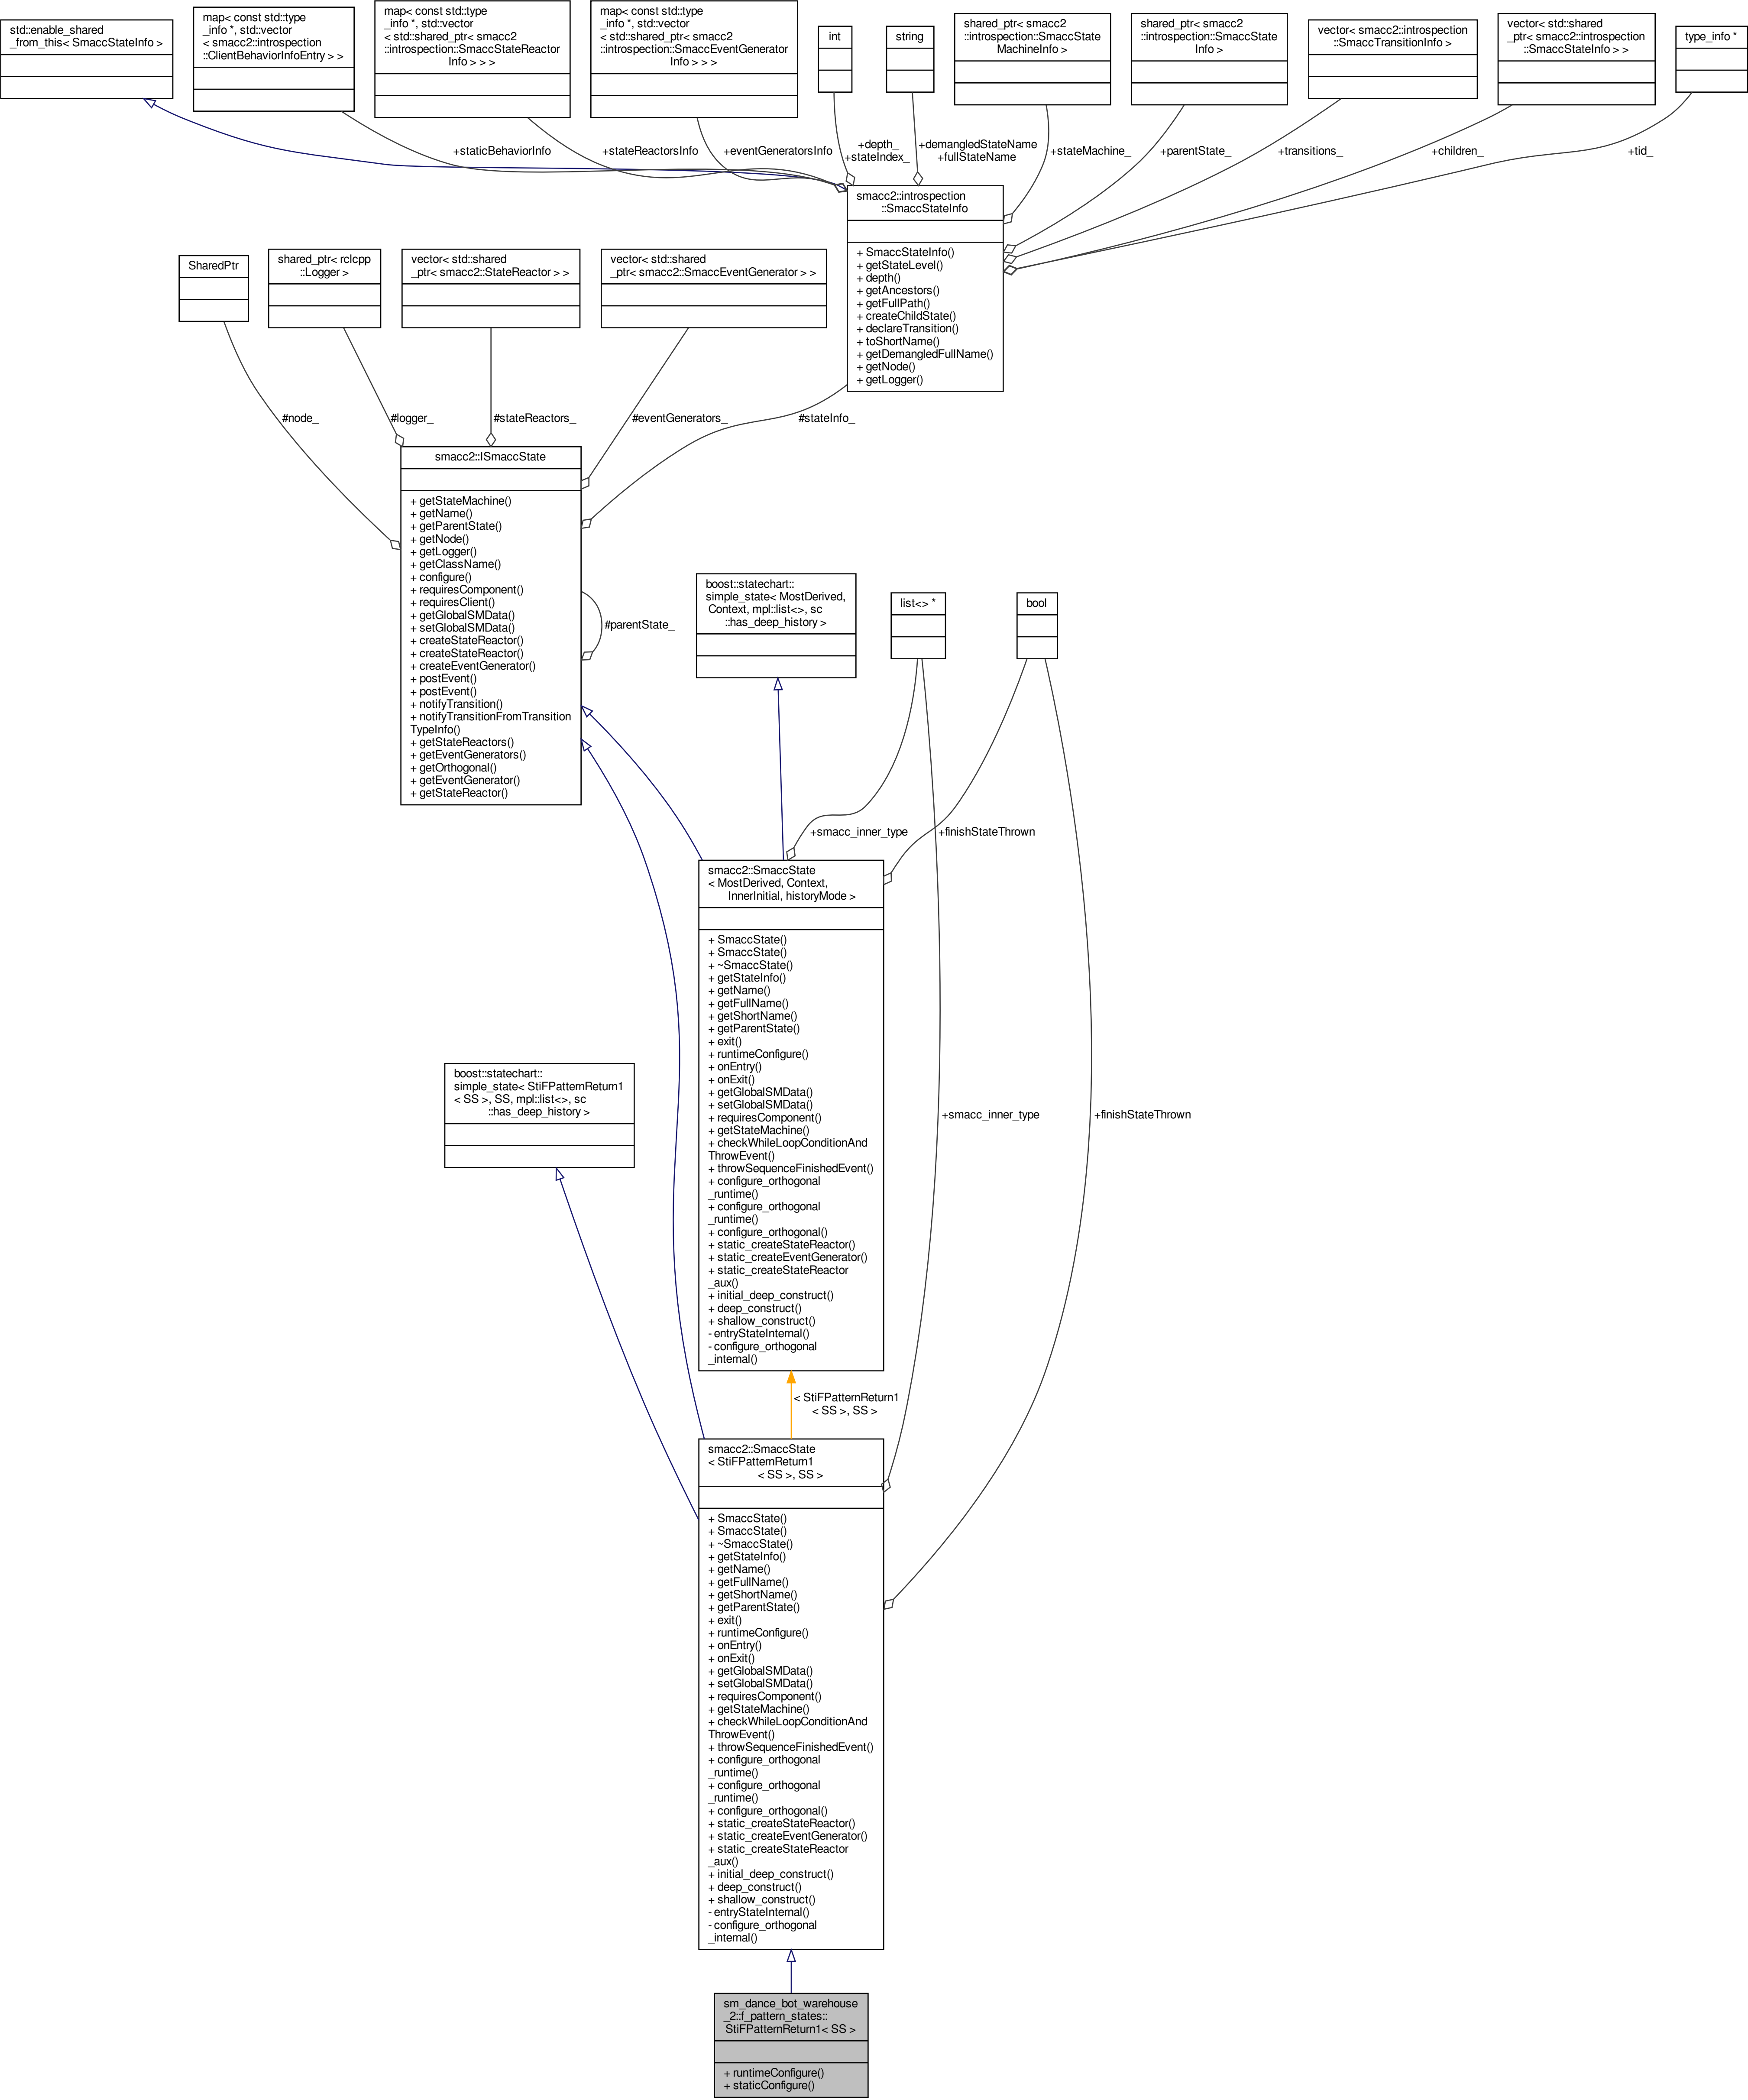 std::enable_shared
_from_this< SmaccStateInfo >
map< const std::type
_info *, std::vector
< smacc2::introspection
::ClientBehaviorInfoEntry > >
map< const std::type
_info *, std::vector
< std::shared_ptr< smacc2
::introspection::SmaccStateReactor
Info > > >
map< const std::type
_info *, std::vector
< std::shared_ptr< smacc2
::introspection::SmaccEventGenerator
Info > > >
int
string
shared_ptr< smacc2
::introspection::SmaccState
MachineInfo >
shared_ptr< smacc2
::introspection::SmaccState
Info >
vector< smacc2::introspection
::SmaccTransitionInfo >
vector< std::shared
_ptr< smacc2::introspection
::SmaccStateInfo > >
type_info *
+staticBehaviorInfo
+stateReactorsInfo
+eventGeneratorsInfo
+depth_
+stateIndex_
+demangledStateName
+fullStateName
+stateMachine_
+parentState_
+transitions_
+children_
+tid_
smacc2::introspection
::SmaccStateInfo
+ SmaccStateInfo()
+ getStateLevel()
+ depth()
+ getAncestors()
+ getFullPath()
+ createChildState()
+ declareTransition()
+ toShortName()
+ getDemangledFullName()
+ getNode()
+ getLogger()
SharedPtr
shared_ptr< rclcpp
::Logger >
vector< std::shared
_ptr< smacc2::StateReactor > >
vector< std::shared
_ptr< smacc2::SmaccEventGenerator > >
#node_
#logger_
#stateReactors_
#eventGenerators_
#stateInfo_
smacc2::ISmaccState
+ getStateMachine()
+ getName()
+ getParentState()
+ getNode()
+ getLogger()
+ getClassName()
+ configure()
+ requiresComponent()
+ requiresClient()
+ getGlobalSMData()
+ setGlobalSMData()
+ createStateReactor()
+ createStateReactor()
+ createEventGenerator()
+ postEvent()
+ postEvent()
+ notifyTransition()
+ notifyTransitionFromTransition
TypeInfo()
+ getStateReactors()
+ getEventGenerators()
+ getOrthogonal()
+ getEventGenerator()
+ getStateReactor()
#parentState_
boost::statechart::
simple_state< MostDerived,
Context, mpl::list<>, sc
::has_deep_history >
list<> *
bool
+smacc_inner_type
+finishStateThrown
smacc2::SmaccState
< MostDerived, Context,
InnerInitial, historyMode >
+ SmaccState()
+ SmaccState()
+ ~SmaccState()
+ getStateInfo()
+ getName()
+ getFullName()
+ getShortName()
+ getParentState()
+ exit()
+ runtimeConfigure()
+ onEntry()
+ onExit()
+ getGlobalSMData()
+ setGlobalSMData()
+ requiresComponent()
+ getStateMachine()
+ checkWhileLoopConditionAnd
ThrowEvent()
+ throwSequenceFinishedEvent()
+ configure_orthogonal
_runtime()
+ configure_orthogonal
_runtime()
+ configure_orthogonal()
+ static_createStateReactor()
+ static_createEventGenerator()
+ static_createStateReactor
_aux()
+ initial_deep_construct()
+ deep_construct()
+ shallow_construct()
- entryStateInternal()
- configure_orthogonal
_internal()
boost::statechart::
simple_state< StiFPatternReturn1
< SS >, SS, mpl::list<>, sc
::has_deep_history >
+smacc_inner_type
+finishStateThrown
< StiFPatternReturn1
< SS >, SS >
smacc2::SmaccState
< StiFPatternReturn1
< SS >, SS >
+ SmaccState()
+ SmaccState()
+ ~SmaccState()
+ getStateInfo()
+ getName()
+ getFullName()
+ getShortName()
+ getParentState()
+ exit()
+ runtimeConfigure()
+ onEntry()
+ onExit()
+ getGlobalSMData()
+ setGlobalSMData()
+ requiresComponent()
+ getStateMachine()
+ checkWhileLoopConditionAnd
ThrowEvent()
+ throwSequenceFinishedEvent()
+ configure_orthogonal
_runtime()
+ configure_orthogonal
_runtime()
+ configure_orthogonal()
+ static_createStateReactor()
+ static_createEventGenerator()
+ static_createStateReactor
_aux()
+ initial_deep_construct()
+ deep_construct()
+ shallow_construct()
- entryStateInternal()
- configure_orthogonal
_internal()
sm_dance_bot_warehouse
_2::f_pattern_states::
StiFPatternReturn1< SS >
+ runtimeConfigure()
+ staticConfigure()